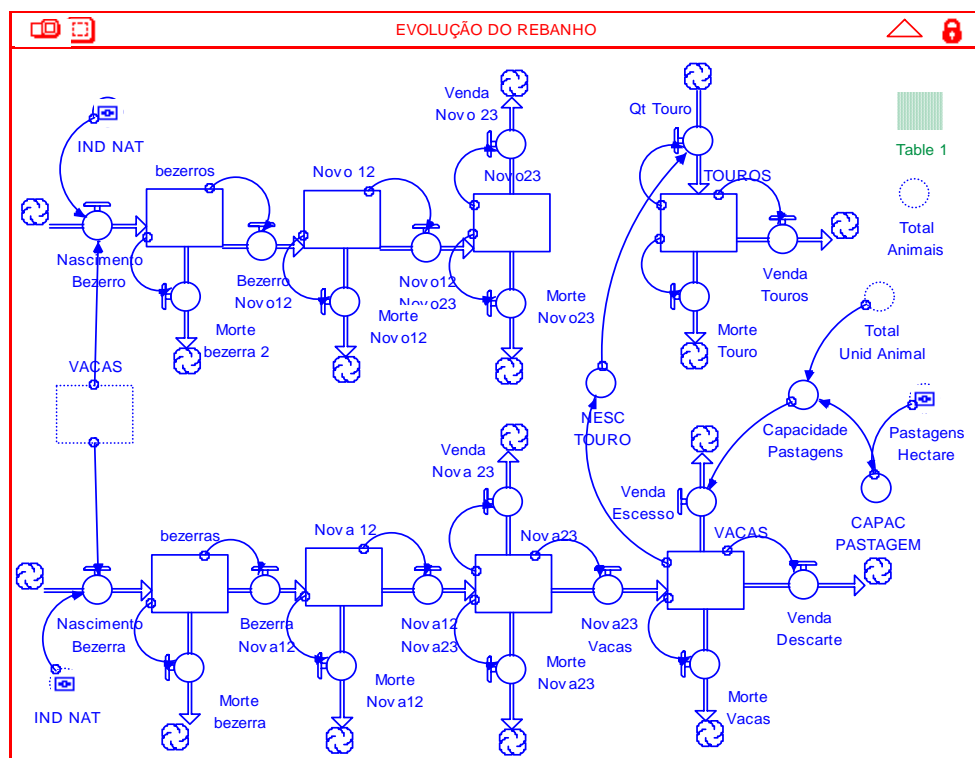 EVOLUÇÃO DO REBANHO
IND NAT
bezerros
Nascimento
Bezerro
Morte
bezerra 2
Bezerro
Novo12
Novo 12
Morte
Novo12
Novo12
Novo23
Venda
Novo 23
Novo23
Morte
Novo23
Qt Touro
TOUROS
Venda
Touros
Morte
Touro
Table 1
Total
Animais
Total
Unid Animal
Capacidade
Pastagens
Pastagens
Hectare
CAPAC
PASTAGEM
NESC
TOURO
VACAS
IND NAT
Nascimento
Bezerra
bezerras
Morte
bezerra
Bezerra
Nova12
Nova 12
Morte
Nova12
Nova12
Nova23
Venda
Nova 23
Nova23
Morte
Nova23
Nova23
Vacas
Venda
Escesso
VACAS
Venda
Descarte
Morte
Vacas